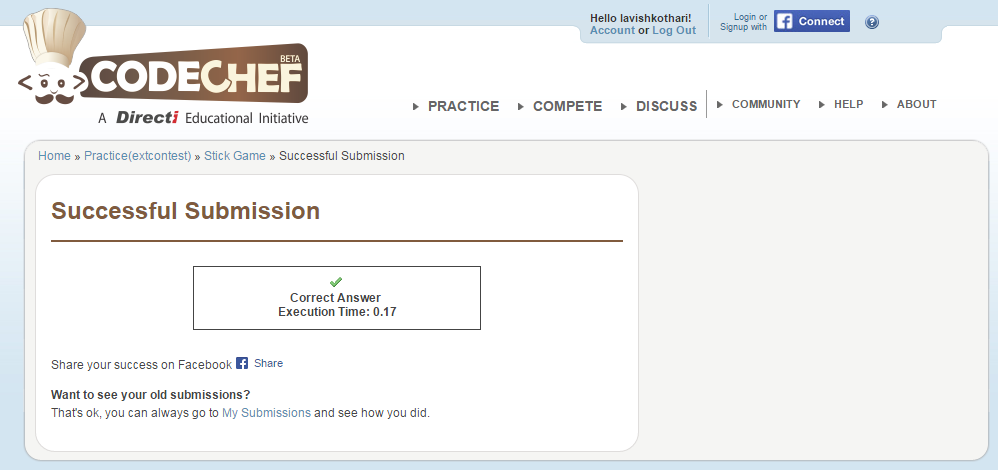 Hello lavishkothari!
Account or Log Out
Login or
Signup with
Connect
?
CODECHEF
BETA
A Directi Educational Initiative
PRACTICE
COMPETE
DISCUSS
COMMUNITY
HELP
ABOUT
Home » Practice(extcontest) » Stick Game » Successful Submission
Successful Submission
Correct Answer
Execution Time: 0.17
Share your success on Facebook f Share
Want to see your old submissions?
That's ok, you can always go to My Submissions and see how you did.